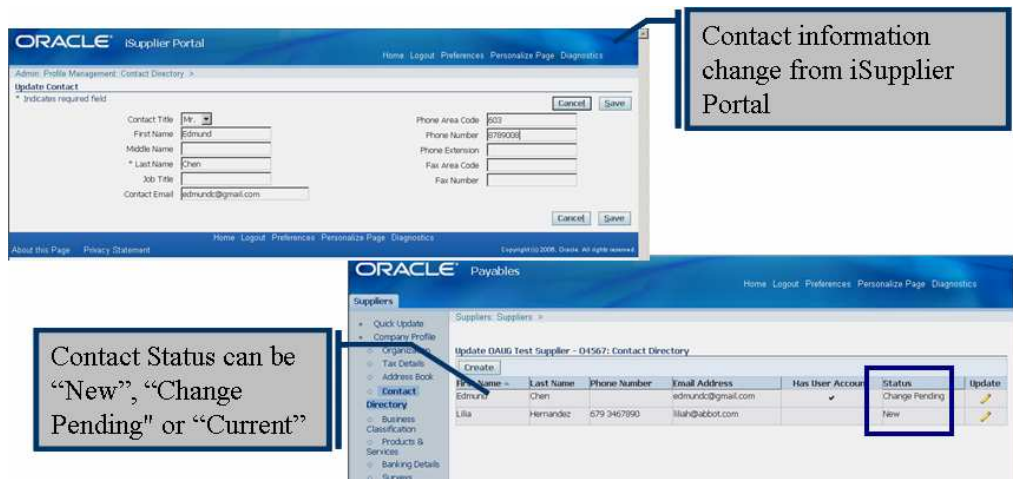 ORACLE® iSupplier Portal
Home Logout Preferences Personalize Page Diagnostics
Admin: Profile Management: Contact Directory >
Update Contact
* Indicates required field
Cancel Save
Contact Title Mr.
First Name Edmund
Middle Name
* Last Name Chen
Job Title
Contact Email edmundc@gmail.com
Phone Area Code 603
Phone Number 6789008
Phone Extension
Fax Area Code
Fax Number
Cancel Save
Home Logout Preferences Personalize Page Diagnostics
About this Page Privacy Statement
Copyright (c) 2006, Oracle. All rights reserved.
Contact information
change from iSupplier
Portal
ORACLE® Payables
Home Logout Preferences Personalize Page Diagnostics
Suppliers
Quick Update
Company Profile
Organization
Tax Details
Address Book
Contact
Directory
Business
Classification
Products &
Services
Banking Details
Surveys
Suppliers: Suppliers >
Update OAUG Test Supplier - 04567: Contact Directory
Create
First Name Last Name Phone Number Email Address Has User Account Status Update
Edmund Chen edmundc@gmail.com Change Pending
Lilia Hernandez 679 3467890 liliah@abbot.com New
Contact Status can be
“New”, “Change
Pending" or “Current”